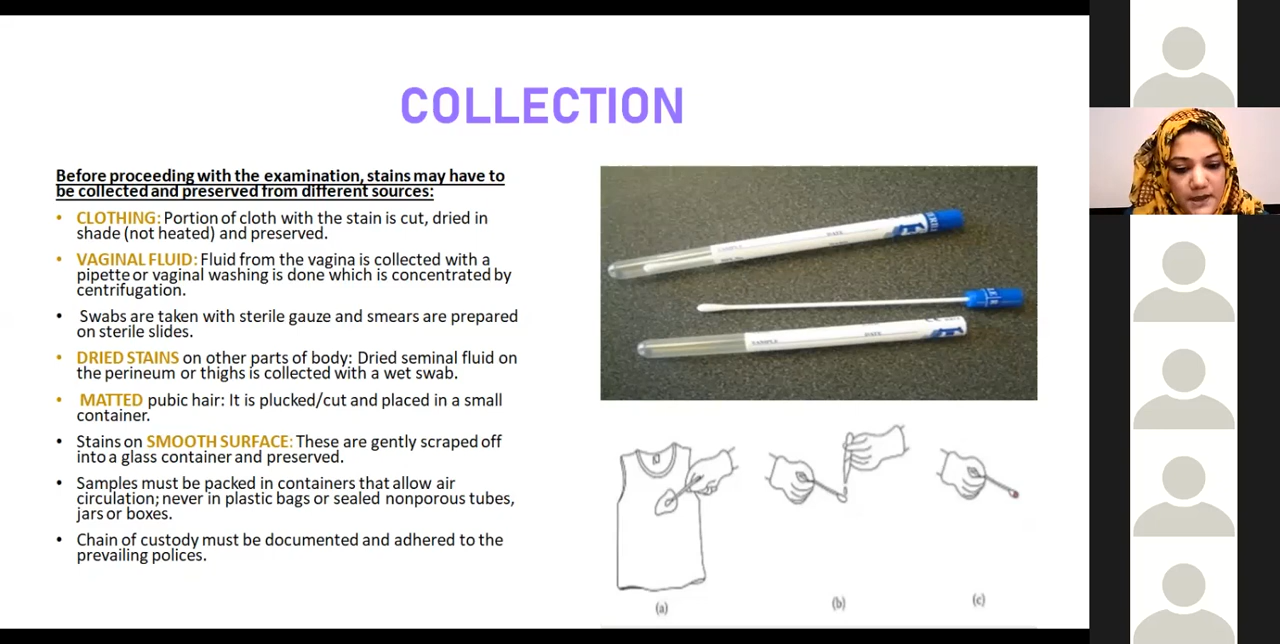 COLLECTION
Before proceeding with the examination, stains may have to
be collected and preserved from different sources:
• CLOTHING: Portion of cloth with the stain is cut, dried in
shade (not heated) and preserved.
• VAGINAL FLUID: Fluid from the vagina is collected with a
pipette or vaginal washing is done which is concentrated by
centrifugation.
• Swabs are taken with sterile gauze and smears are prepared
on sterile slides.
• DRIED STAINS on other parts of body: Dried seminal fluid on
the perineum or thighs is collected with a wet swab.
• MATTED pubic hair: It is plucked/cut and placed in a small
container.
• Stains on SMOOTH SURFACE: These are gently scraped off
into a glass container and preserved.
• Samples must be packed in containers that allow air
circulation; never in plastic bags or sealed nonporous tubes,
jars or boxes.
• Chain of custody must be documented and adhered to the
prevailing polices.
(a)
(b)
(c)